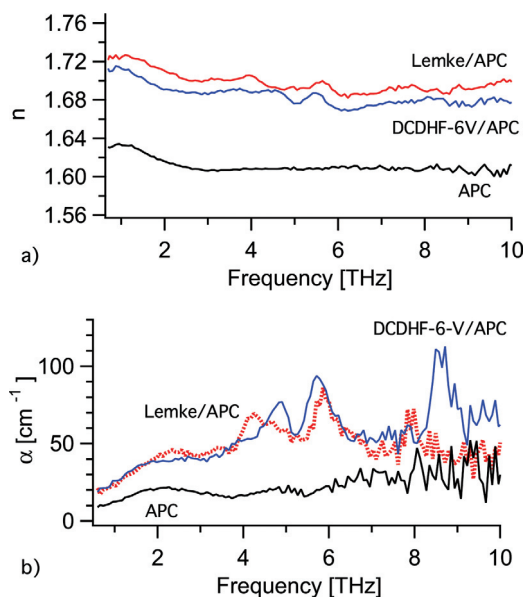 1.72
1.68
1.64
1.60
1.56
n
Lemke/APC
DCDHF-6V/APC
APC
2
4
6
8
10
a)
Frequency [THz]
DCDHF-6-V/APC
100
50
0
α [cm⁻¹]
Lemke/APC
APC
2
4
6
8
10
b)
Frequency [THz]